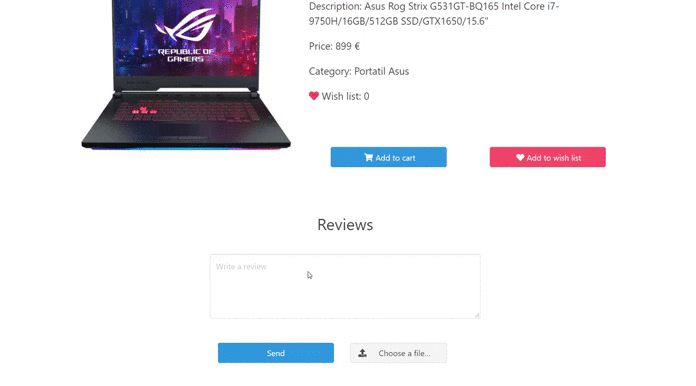 Description: Asus Rog Strix G531GT-BQ165 Intel Core i7-
9750H/16GB/512GB SSD/GTX1650/15.6"
REPUBLIC OF
GAMERS
Price: 899 €
Category: Portatil Asus
Wish list: 0
Add to cart
Add to wish list
Reviews
Write a review
Send
Choose a file...